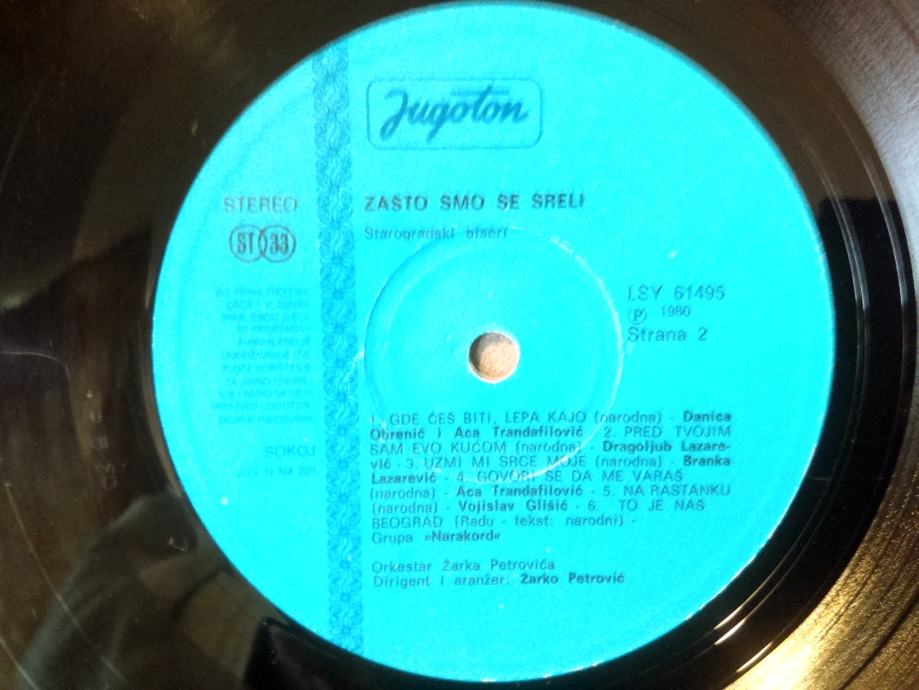 Jugoton
STEREO
ST 33
ZAŠTO SMO SE SRELI
Starogradski biseri
LSY 61495
℗ 1980
Strana 2
1. GDE ĆEŠ BITI, LEPA KAJO (narodna) - Danica
Obrenić i Aca Trandafilović 2. PRED TVOJIM
SAM EVO KUĆOM (narodna) - Dragoljub Lazare-
vić - 3. UZMI MI SRCE MOJE (narodna) - Branka
Lazarević - 4. GOVORI SE DA ME VARAŠ
(narodna) - Aca Trandafilović - 5. NA RASTANKU
(narodna) - Vojislav Glišić - 6. TO JE NAŠ
BEOGRAD (Radu - tekst: narodni) -
Grupa »Narakord«
Orkestar Žarka Petrovića
Dirigent i aranžer: Žarko Petrović
SOKOJ
JUS N. N4 201